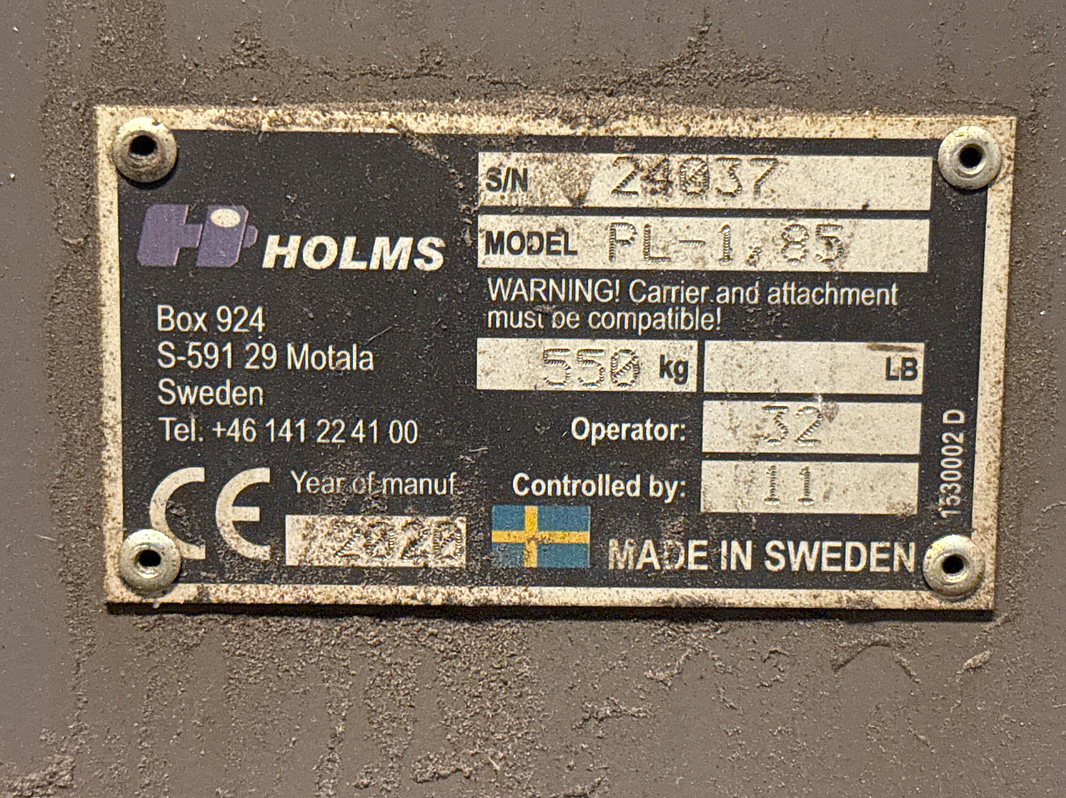 HOLMS
Box 924
S-591 29 Motala
Sweden
Tel. +46 141 22 41 00
CE
Year of manuf.
2020
S/N 24037
MODEL PL-1,85
WARNING! Carrier and attachment
must be compatible!
550 kg
LB
Operator: 32
Controlled by: 11
MADE IN SWEDEN
1530002 D